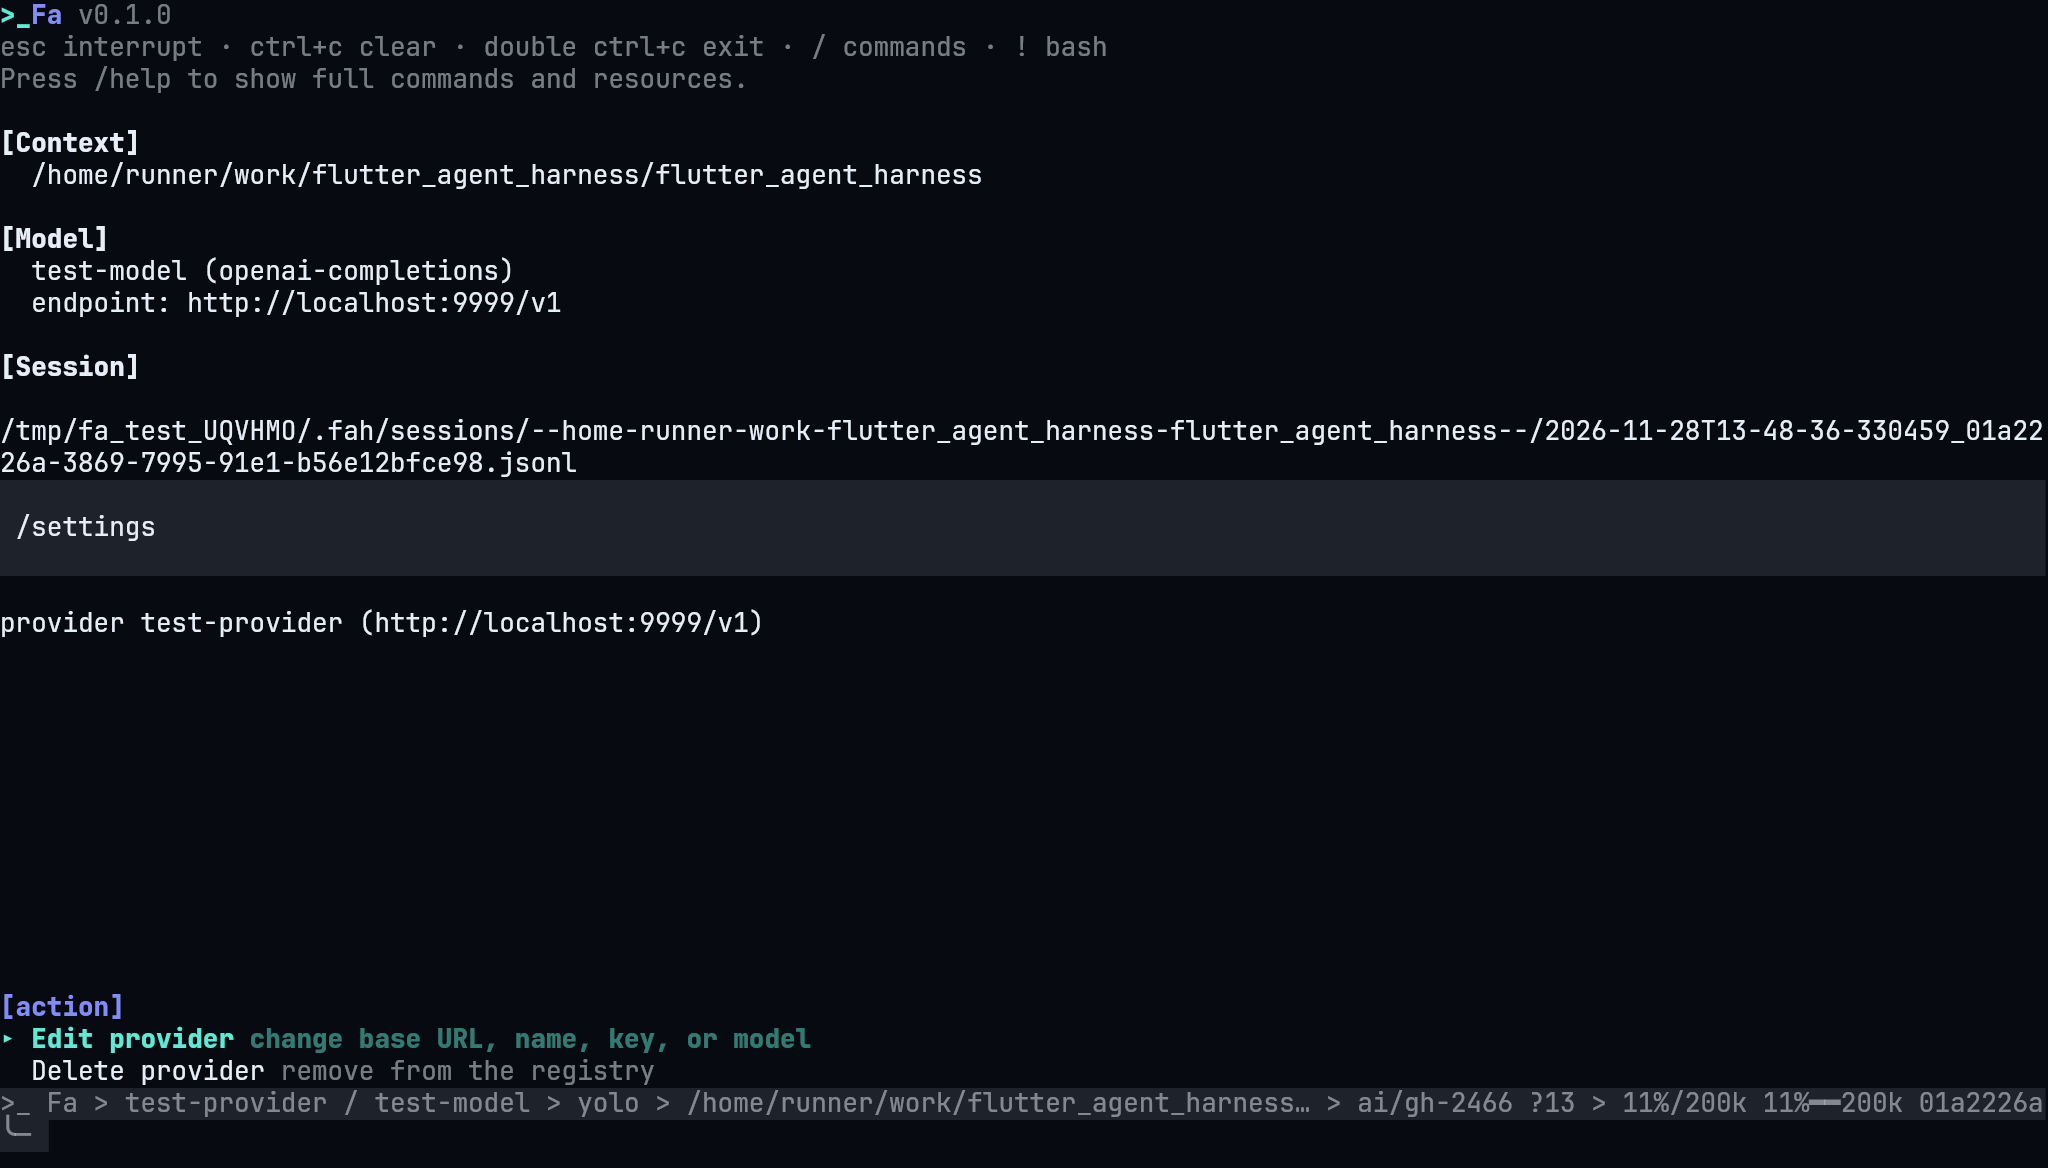 >_Fa v0.1.0
esc interrupt · ctrl+c clear · double ctrl+c exit · / commands · ! bash
Press /help to show full commands and resources.
[Context]
/home/runner/work/flutter_agent_harness/flutter_agent_harness
[Model]
test-model (openai-completions)
endpoint: http://localhost:9999/v1
[Session]
/tmp/fa_test_UQVHMO/.fah/sessions/--home-runner-work-flutter_agent_harness-flutter_agent_harness--/2026-11-28T13-48-36-330459_01a22
26a-3869-7995-91e1-b56e12bfce98.jsonl
/settings
provider test-provider (http://localhost:9999/v1)
[action]
▸ Edit provider change base URL, name, key, or model
Delete provider remove from the registry
>_ Fa > test-provider / test-model > yolo > /home/runner/work/flutter_agent_harness… > ai/gh-2466 ?13 > 11%/200k 11%━━200k 01a2226a
╰─